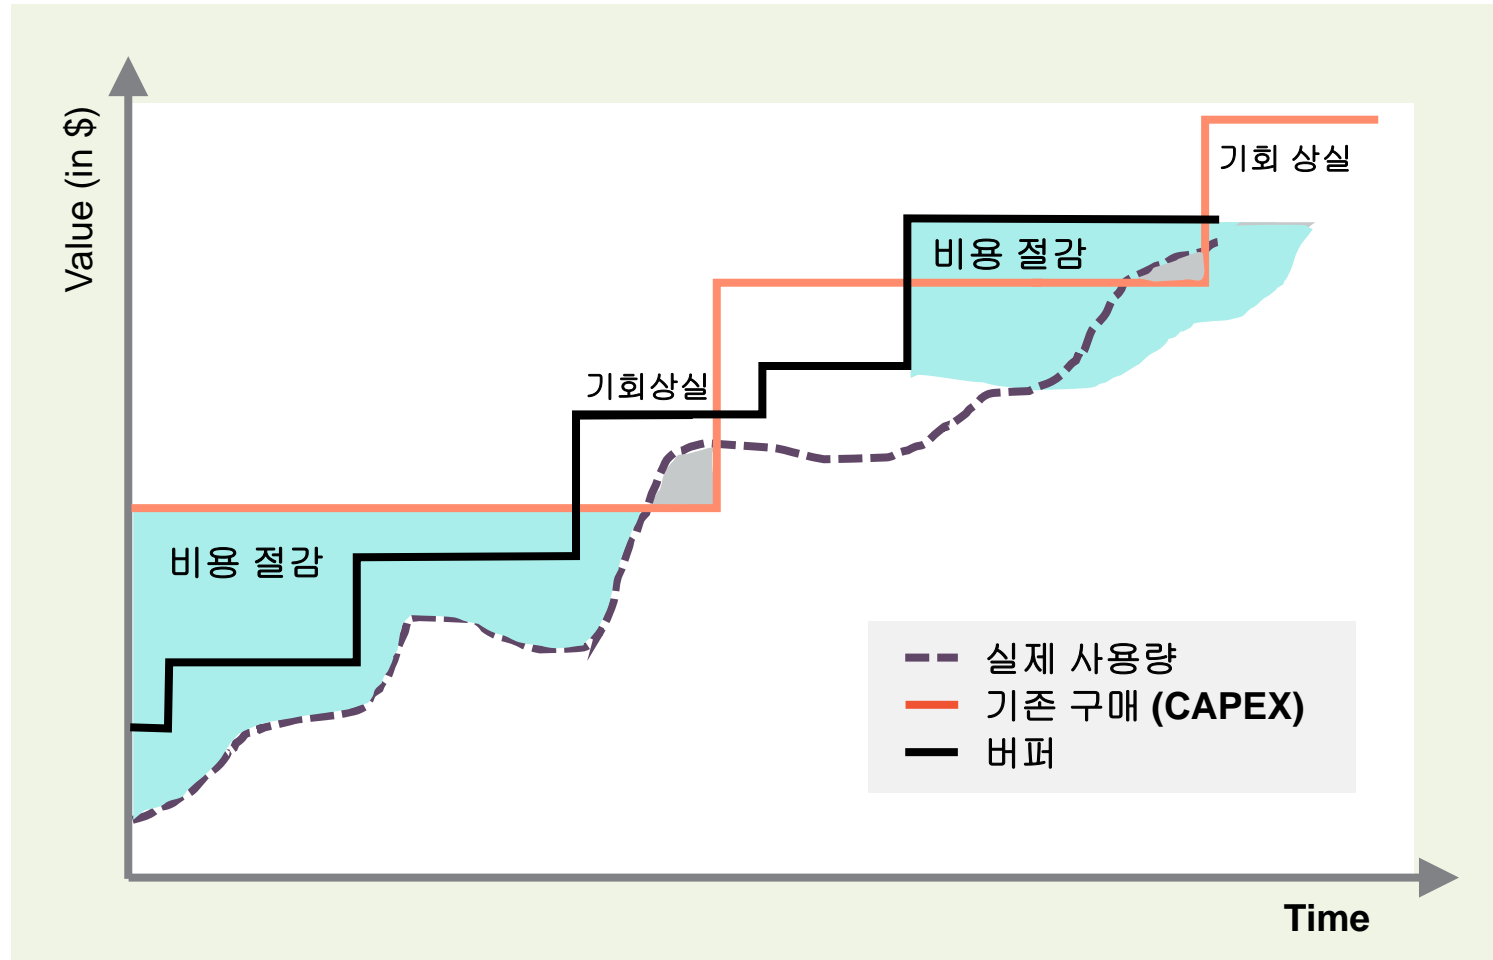 Value (in $)
기회 상실
비용 절감
기회상실
비용 절감
실제 사용량
기존 구매 (CAPEX)
버퍼
Time